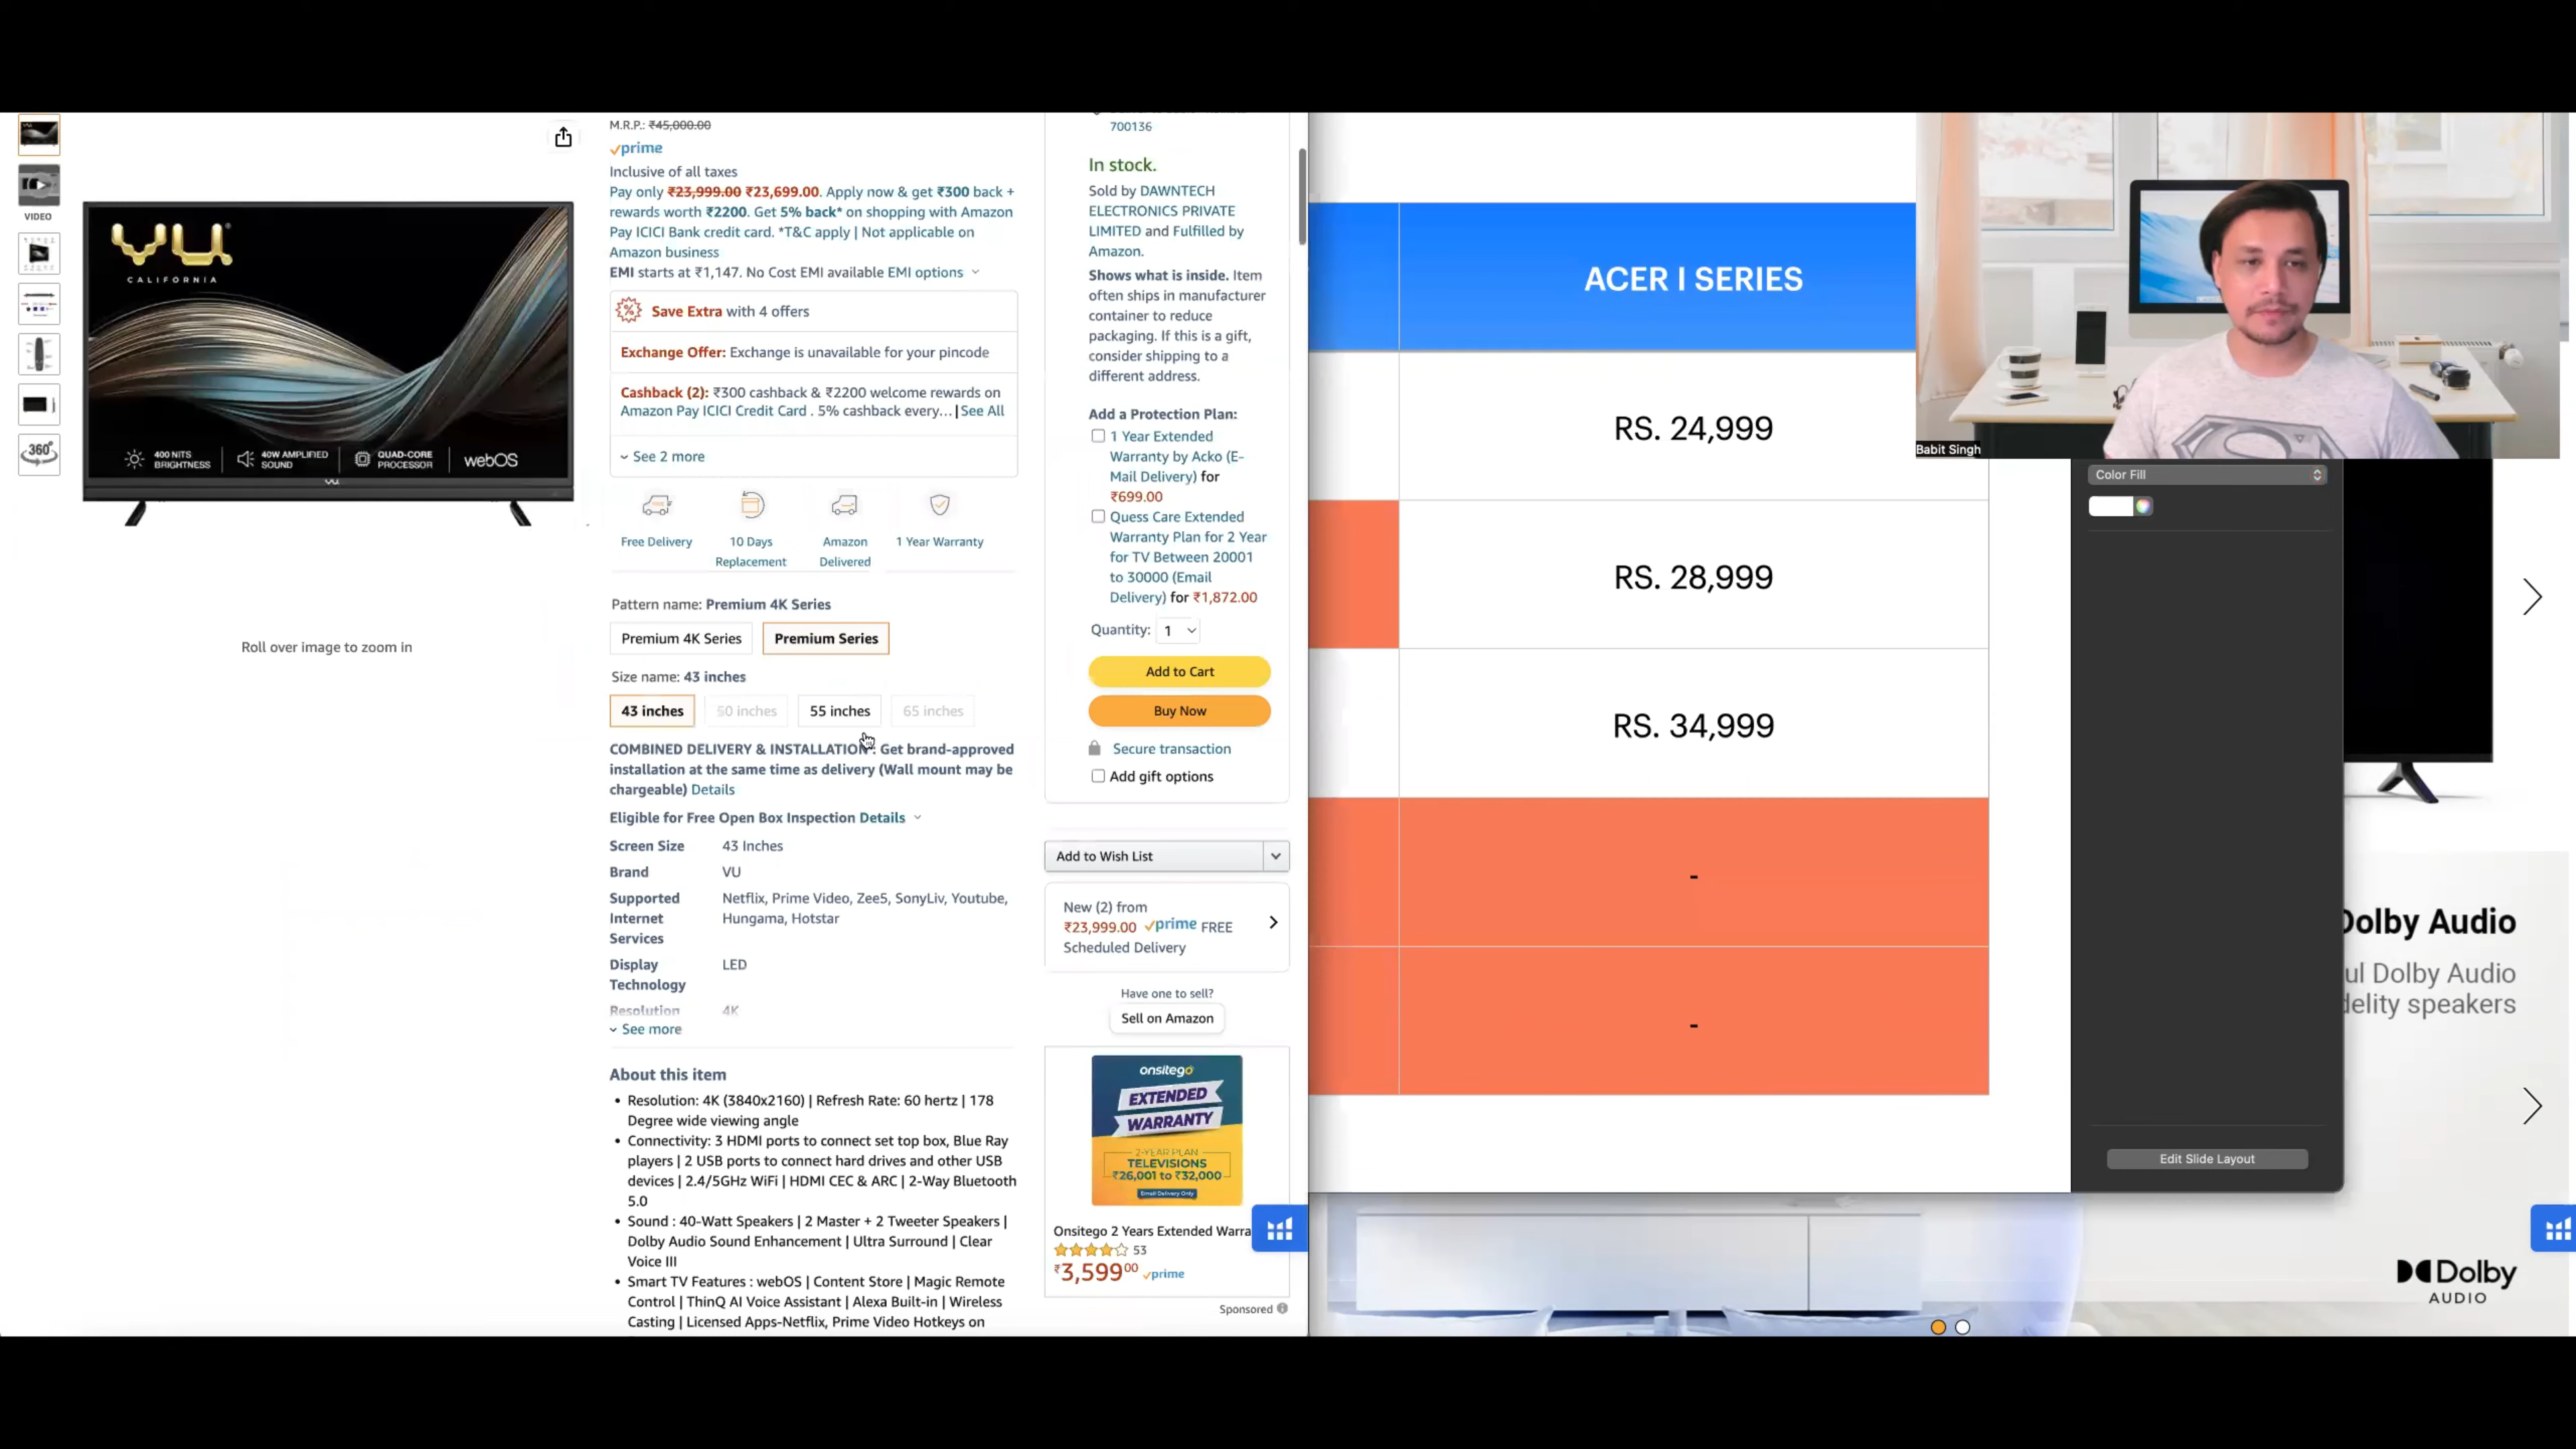 VIDEO
360°
VU
CALIFORNIA
400 NITS
BRIGHTNESS
40W AMPLIFIED
SOUND
QUAD-CORE
PROCESSOR
webOS
Roll over image to zoom in
M.R.P.: ₹45,000.00
prime
Inclusive of all taxes
Pay only ₹23,999.00 ₹23,699.00. Apply now & get ₹300 back +
rewards worth ₹2200. Get 5% back* on shopping with Amazon
Pay ICICI Bank credit card. *T&C apply | Not applicable on
Amazon business
EMI starts at ₹1,147. No Cost EMI available EMI options
Save Extra with 4 offers
Exchange Offer: Exchange is unavailable for your pincode
Cashback (2): ₹300 cashback & ₹2200 welcome rewards on
Amazon Pay ICICI Credit Card . 5% cashback every… | See All
See 2 more
Free Delivery
10 Days
Replacement
Amazon
Delivered
1 Year Warranty
Pattern name: Premium 4K Series
Premium 4K Series
Premium Series
Size name: 43 inches
43 inches
50 inches
55 inches
65 inches
COMBINED DELIVERY & INSTALLATION : Get brand-approved
installation at the same time as delivery (Wall mount may be
chargeable) Details
Eligible for Free Open Box Inspection Details
Screen Size 43 Inches
Brand VU
Supported Internet Services Netflix, Prime Video, Zee5, SonyLiv, Youtube,
Hungama, Hotstar
Display Technology LED
Resolution 4K
See more
About this item
• Resolution: 4K (3840x2160) | Refresh Rate: 60 hertz | 178
Degree wide viewing angle
• Connectivity: 3 HDMI ports to connect set top box, Blue Ray
players | 2 USB ports to connect hard drives and other USB
devices | 2.4/5GHz WiFi | HDMI CEC & ARC | 2-Way Bluetooth
5.0
• Sound : 40-Watt Speakers | 2 Master + 2 Tweeter Speakers |
Dolby Audio Sound Enhancement | Ultra Surround | Clear
Voice III
• Smart TV Features : webOS | Content Store | Magic Remote
Control | ThinQ AI Voice Assistant | Alexa Built-in | Wireless
Casting | Licensed Apps-Netflix, Prime Video Hotkeys on
700136
In stock.
Sold by DAWNTECH
ELECTRONICS PRIVATE
LIMITED and Fulfilled by
Amazon.
Shows what is inside. Item
often ships in manufacturer
container to reduce
packaging. If this is a gift,
consider shipping to a
different address.
Add a Protection Plan:
1 Year Extended
Warranty by Acko (E-
Mail Delivery) for
₹699.00
Quess Care Extended
Warranty Plan for 2 Year
for TV Between 20001
to 30000 (Email
Delivery) for ₹1,872.00
Quantity: 1
Add to Cart
Buy Now
Secure transaction
Add gift options
Add to Wish List
New (2) from
₹23,999.00 prime FREE
Scheduled Delivery
Have one to sell?
Sell on Amazon
onsitego
EXTENDED
WARRANTY
2-YEAR PLAN
TELEVISIONS
₹26,001 to ₹32,000
Email Delivery Only
Onsitego 2 Years Extended Warra
53
₹3,599⁰⁰ prime
Sponsored
ACER I SERIES
RS. 24,999
RS. 28,999
RS. 34,999
-
-
Babit Singh
Color Fill
Edit Slide Layout
Dolby Audio
ul Dolby Audio
delity speakers
Dolby
AUDIO